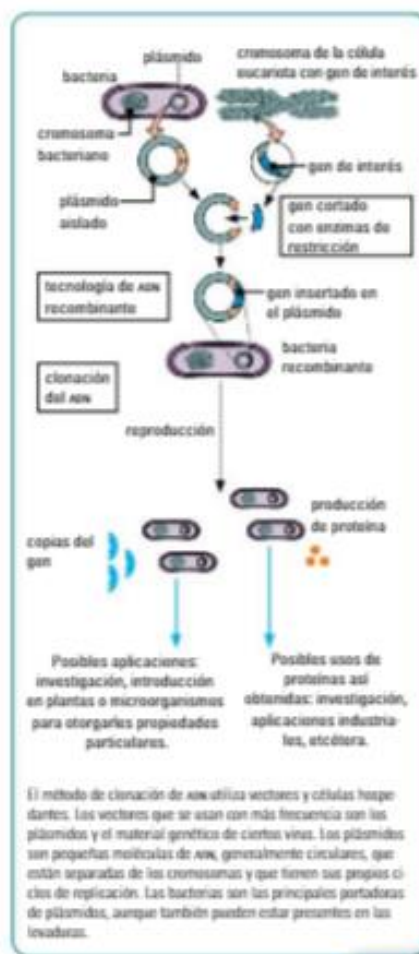 plásmido
cromosoma de la célula
eucariota con gen de interés
bacteria
cromosoma
bacteriano
gen de interés
plásmido
aislado
gen cortado
con enzimas de
restricción
tecnología de ADN
recombinante
gen insertado en
el plásmido
bacteria
recombinante
clonación
del ADN
reproducción
producción
de proteína
copias del
gen
Posibles aplicaciones:
investigación, introducción
en plantas o microorganismos
para otorgarles propiedades
particulares.
Posibles usos de
proteínas así
obtenidas: investigación,
aplicaciones industria-
les, etcétera.
El método de clonación de ADN utiliza vectores y células hospe-
dantes. Los vectores que se usan con más frecuencia son los
plásmidos y el material genético de ciertos virus. Los plásmidos
son pequeñas moléculas de ADN, generalmente circulares, que
están separadas de los cromosomas y que tienen sus propios ci-
clos de replicación. Las bacterias son las principales portadoras
de plásmidos, aunque también pueden estar presentes en las
levaduras.